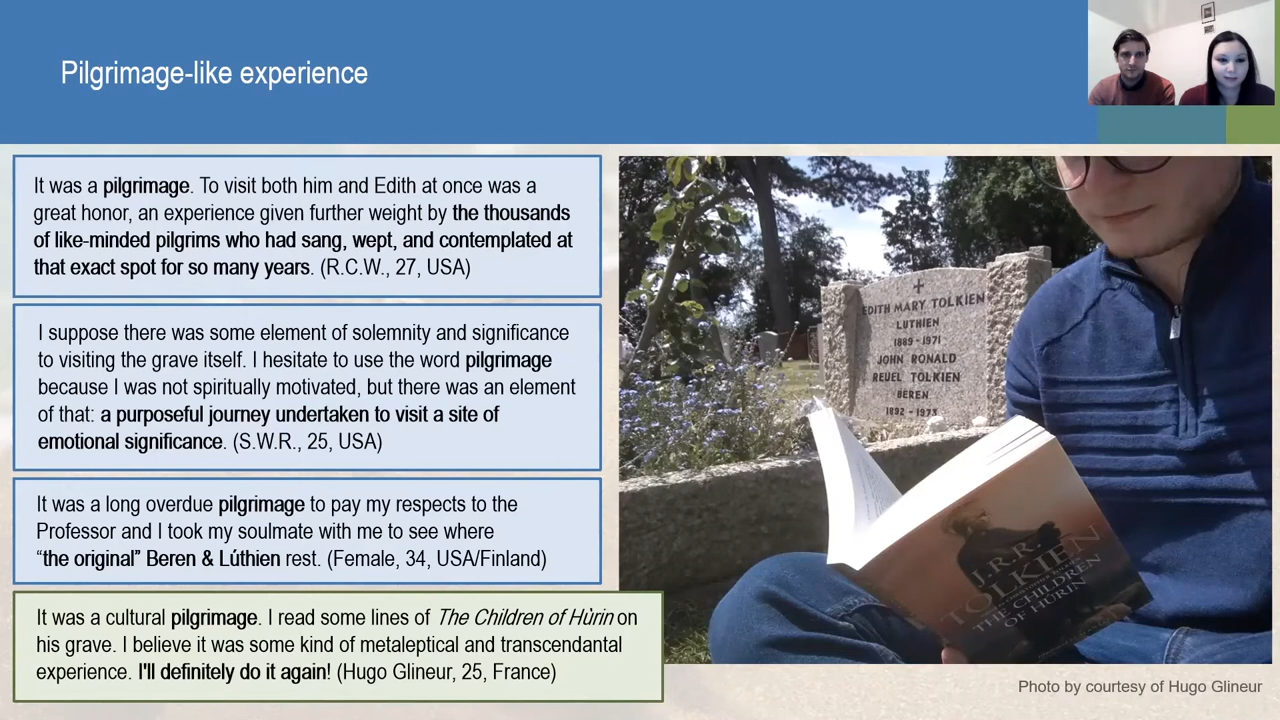 Pilgrimage-like experience
It was a pilgrimage. To visit both him and Edith at once was a
great honor, an experience given further weight by the thousands
of like-minded pilgrims who had sang, wept, and contemplated at
that exact spot for so many years. (R.C.W., 27, USA)
I suppose there was some element of solemnity and significance
to visiting the grave itself. I hesitate to use the word pilgrimage
because I was not spiritually motivated, but there was an element
of that: a purposeful journey undertaken to visit a site of
emotional significance. (S.W.R., 25, USA)
It was a long overdue pilgrimage to pay my respects to the
Professor and I took my soulmate with me to see where
“the original” Beren & Lúthien rest. (Female, 34, USA/Finland)
It was a cultural pilgrimage. I read some lines of The Children of Hùrin on
his grave. I believe it was some kind of metaleptical and transcendantal
experience. I'll definitely do it again! (Hugo Glineur, 25, France)
EDITH MARY TOLKIEN
LUTHIEN
1889 - 1971
JOHN RONALD
REUEL TOLKIEN
BEREN
1892 - 1973
J.R.R.
TOLKIEN
THE CHILDREN
OF HÚRIN
Photo by courtesy of Hugo Glineur